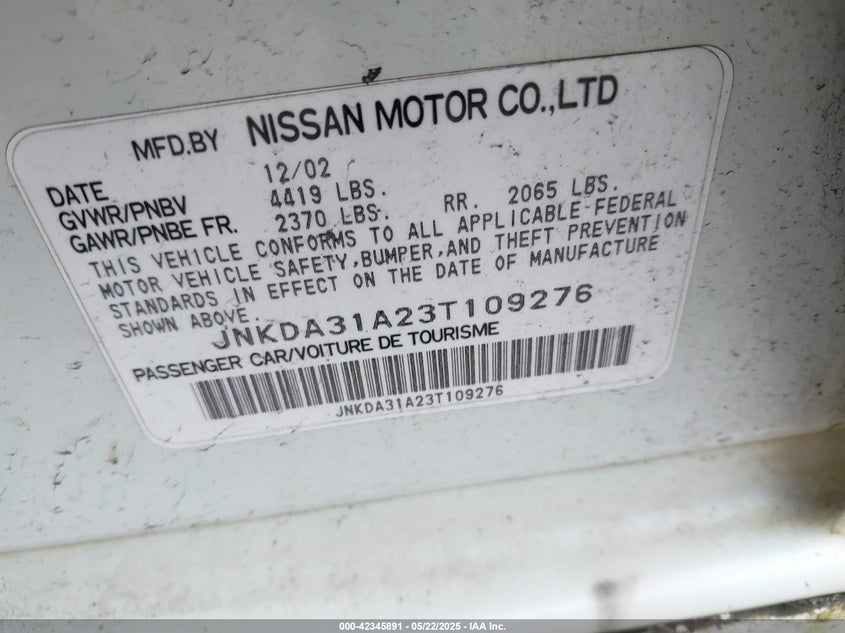 MFD.BY NISSAN MOTOR CO.,LTD
DATE 12/02
GVWR/PNBV 4419 LBS.
GAWR/PNBE FR. 2370 LBS. RR. 2065 LBS.
THIS VEHICLE CONFORMS TO ALL APPLICABLE FEDERAL
MOTOR VEHICLE SAFETY,BUMPER,AND THEFT PREVENTION
STANDARDS IN EFFECT ON THE DATE OF MANUFACTURE
SHOWN ABOVE.
JNKDA31A23T109276
PASSENGER CAR/VOITURE DE TOURISME
JNKDA31A23T109276
000-42345891 - 05/22/2025 - IAA Inc.